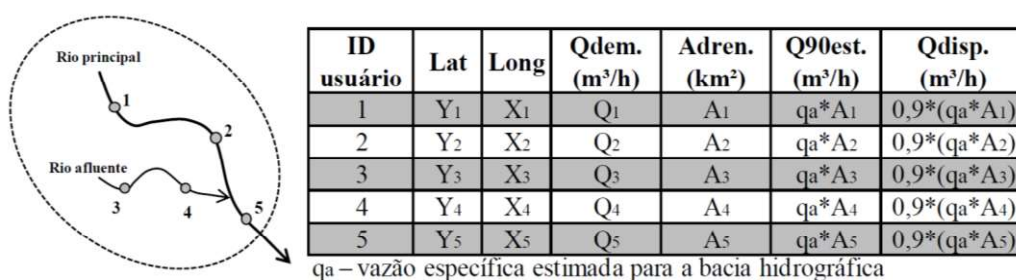 Rio principal
1
2
Rio afluente
3
4
5
ID usuário Lat Long Qdem. (m³/h) Adren. (km²) Q90est. (m³/h) Qdisp. (m³/h)
1 Y1 X1 Q1 A1 qa*A1 0,9*(qa*A1)
2 Y2 X2 Q2 A2 qa*A2 0,9*(qa*A2)
3 Y3 X3 Q3 A3 qa*A3 0,9*(qa*A3)
4 Y4 X4 Q4 A4 qa*A4 0,9*(qa*A4)
5 Y5 X5 Q5 A5 qa*A5 0,9*(qa*A5)
qa – vazão específica estimada para a bacia hidrográfica